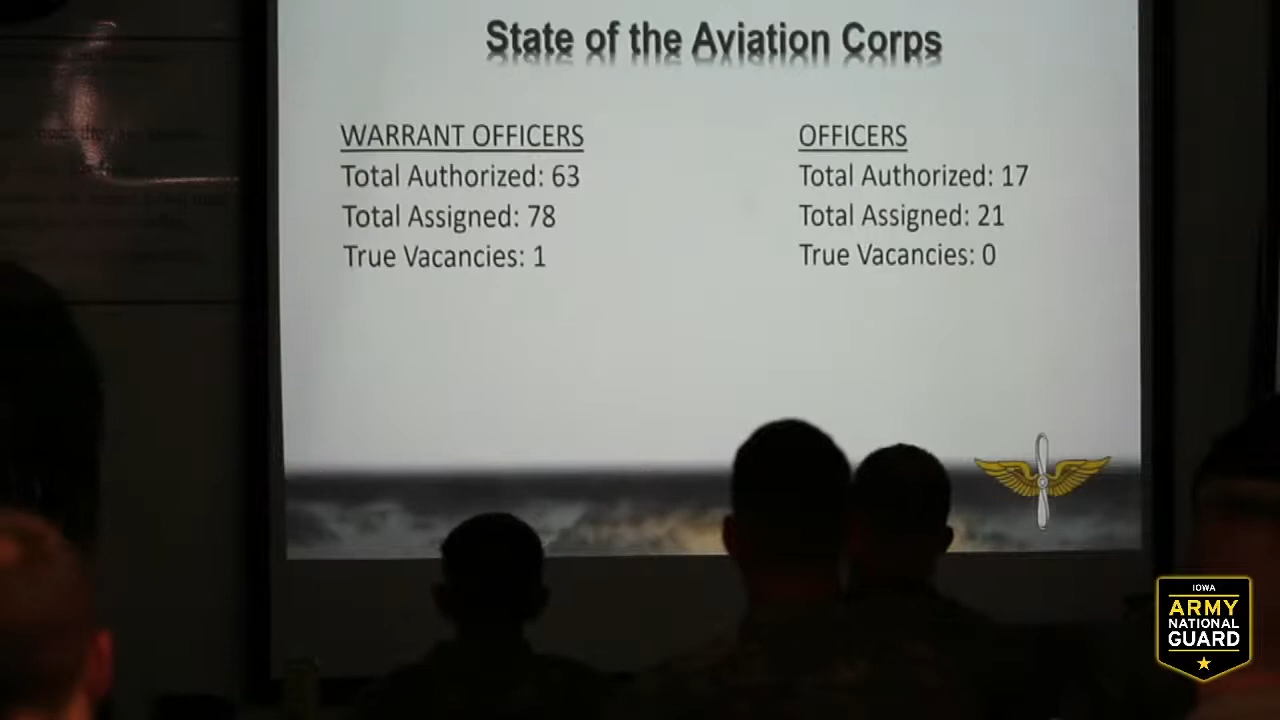 State of the Aviation Corps
WARRANT OFFICERS
Total Authorized: 63
Total Assigned: 78
True Vacancies: 1
OFFICERS
Total Authorized: 17
Total Assigned: 21
True Vacancies: 0
IOWA
ARMY
NATIONAL
GUARD